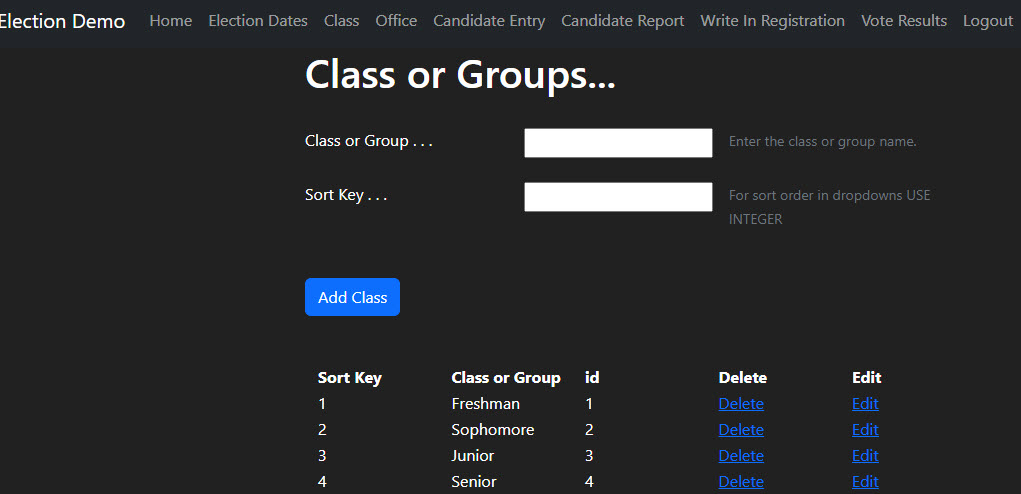 Election Demo Home Election Dates Class Office Candidate Entry Candidate Report Write In Registration Vote Results Logout
Class or Groups...
Class or Group . . . Enter the class or group name.
Sort Key . . . For sort order in dropdowns USE
INTEGER
Add Class
Sort Key Class or Group id Delete Edit
1 Freshman 1 Delete Edit
2 Sophomore 2 Delete Edit
3 Junior 3 Delete Edit
4 Senior 4 Delete Edit